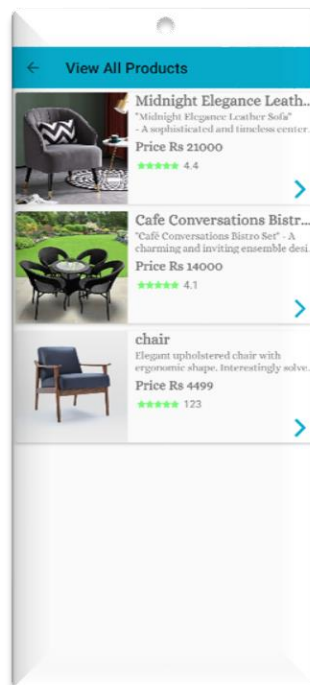 View All Products
Midnight Elegance Leath...
"Midnight Elegance Leather Sofa"
- A sophisticated and timeless center.
Price Rs 21000
4.4
Cafe Conversations Bistr...
"Café Conversations Bistro Set" - A
charming and inviting ensemble desi.
Price Rs 14000
4.1
chair
Elegant upholstered chair with
ergonomic shape. Interestingly solve.
Price Rs 4499
123